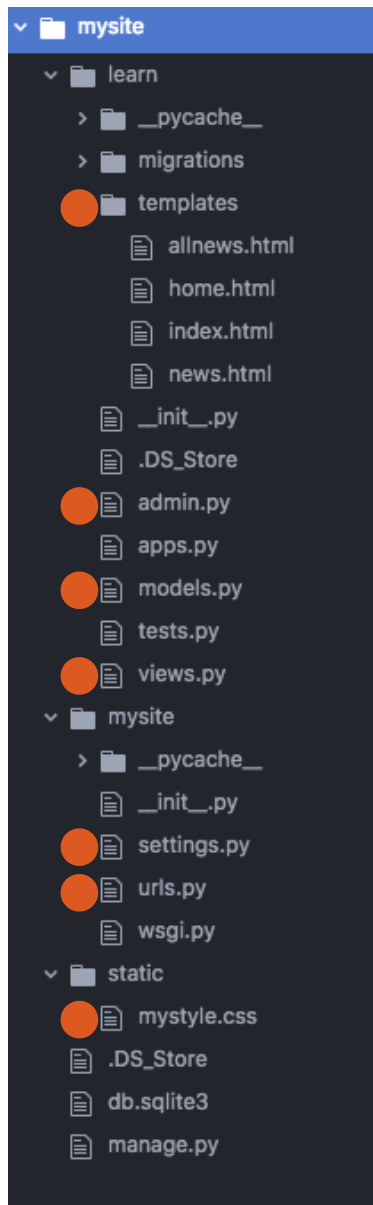 mysite
learn
__pycache__
migrations
templates
allnews.html
home.html
index.html
news.html
__init__.py
.DS_Store
admin.py
apps.py
models.py
tests.py
views.py
mysite
__pycache__
__init__.py
settings.py
urls.py
wsgi.py
static
mystyle.css
.DS_Store
db.sqlite3
manage.py